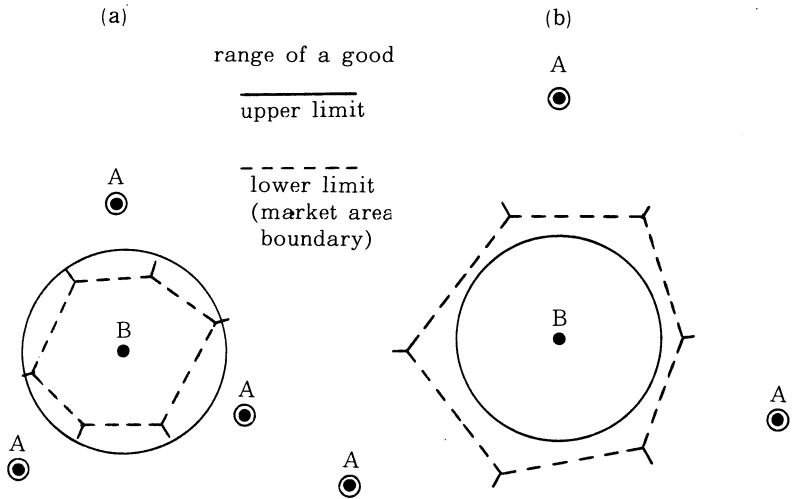 (a)
(b)
range of a good
upper limit
lower limit
(market area
boundary)
A
B
A
A
A
B
A
A